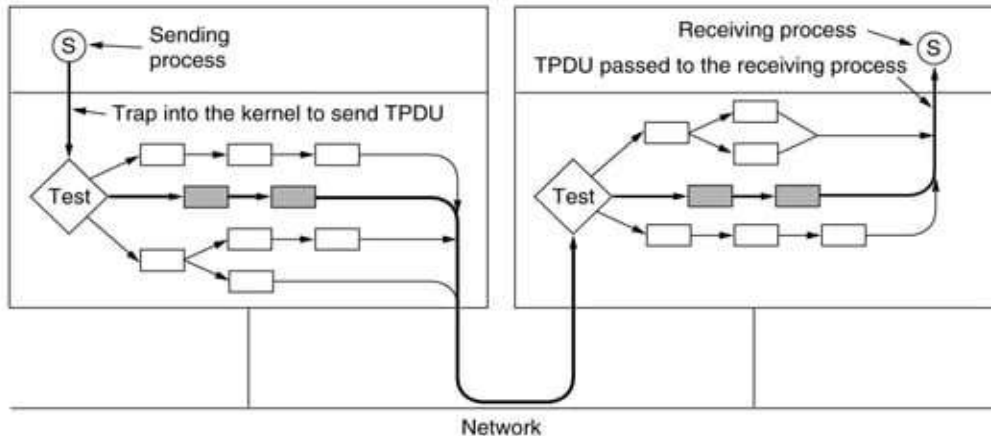 S
Sending
process
Trap into the kernel to send TPDU
Test
Receiving process
S
TPDU passed to the receiving process
Test
Network